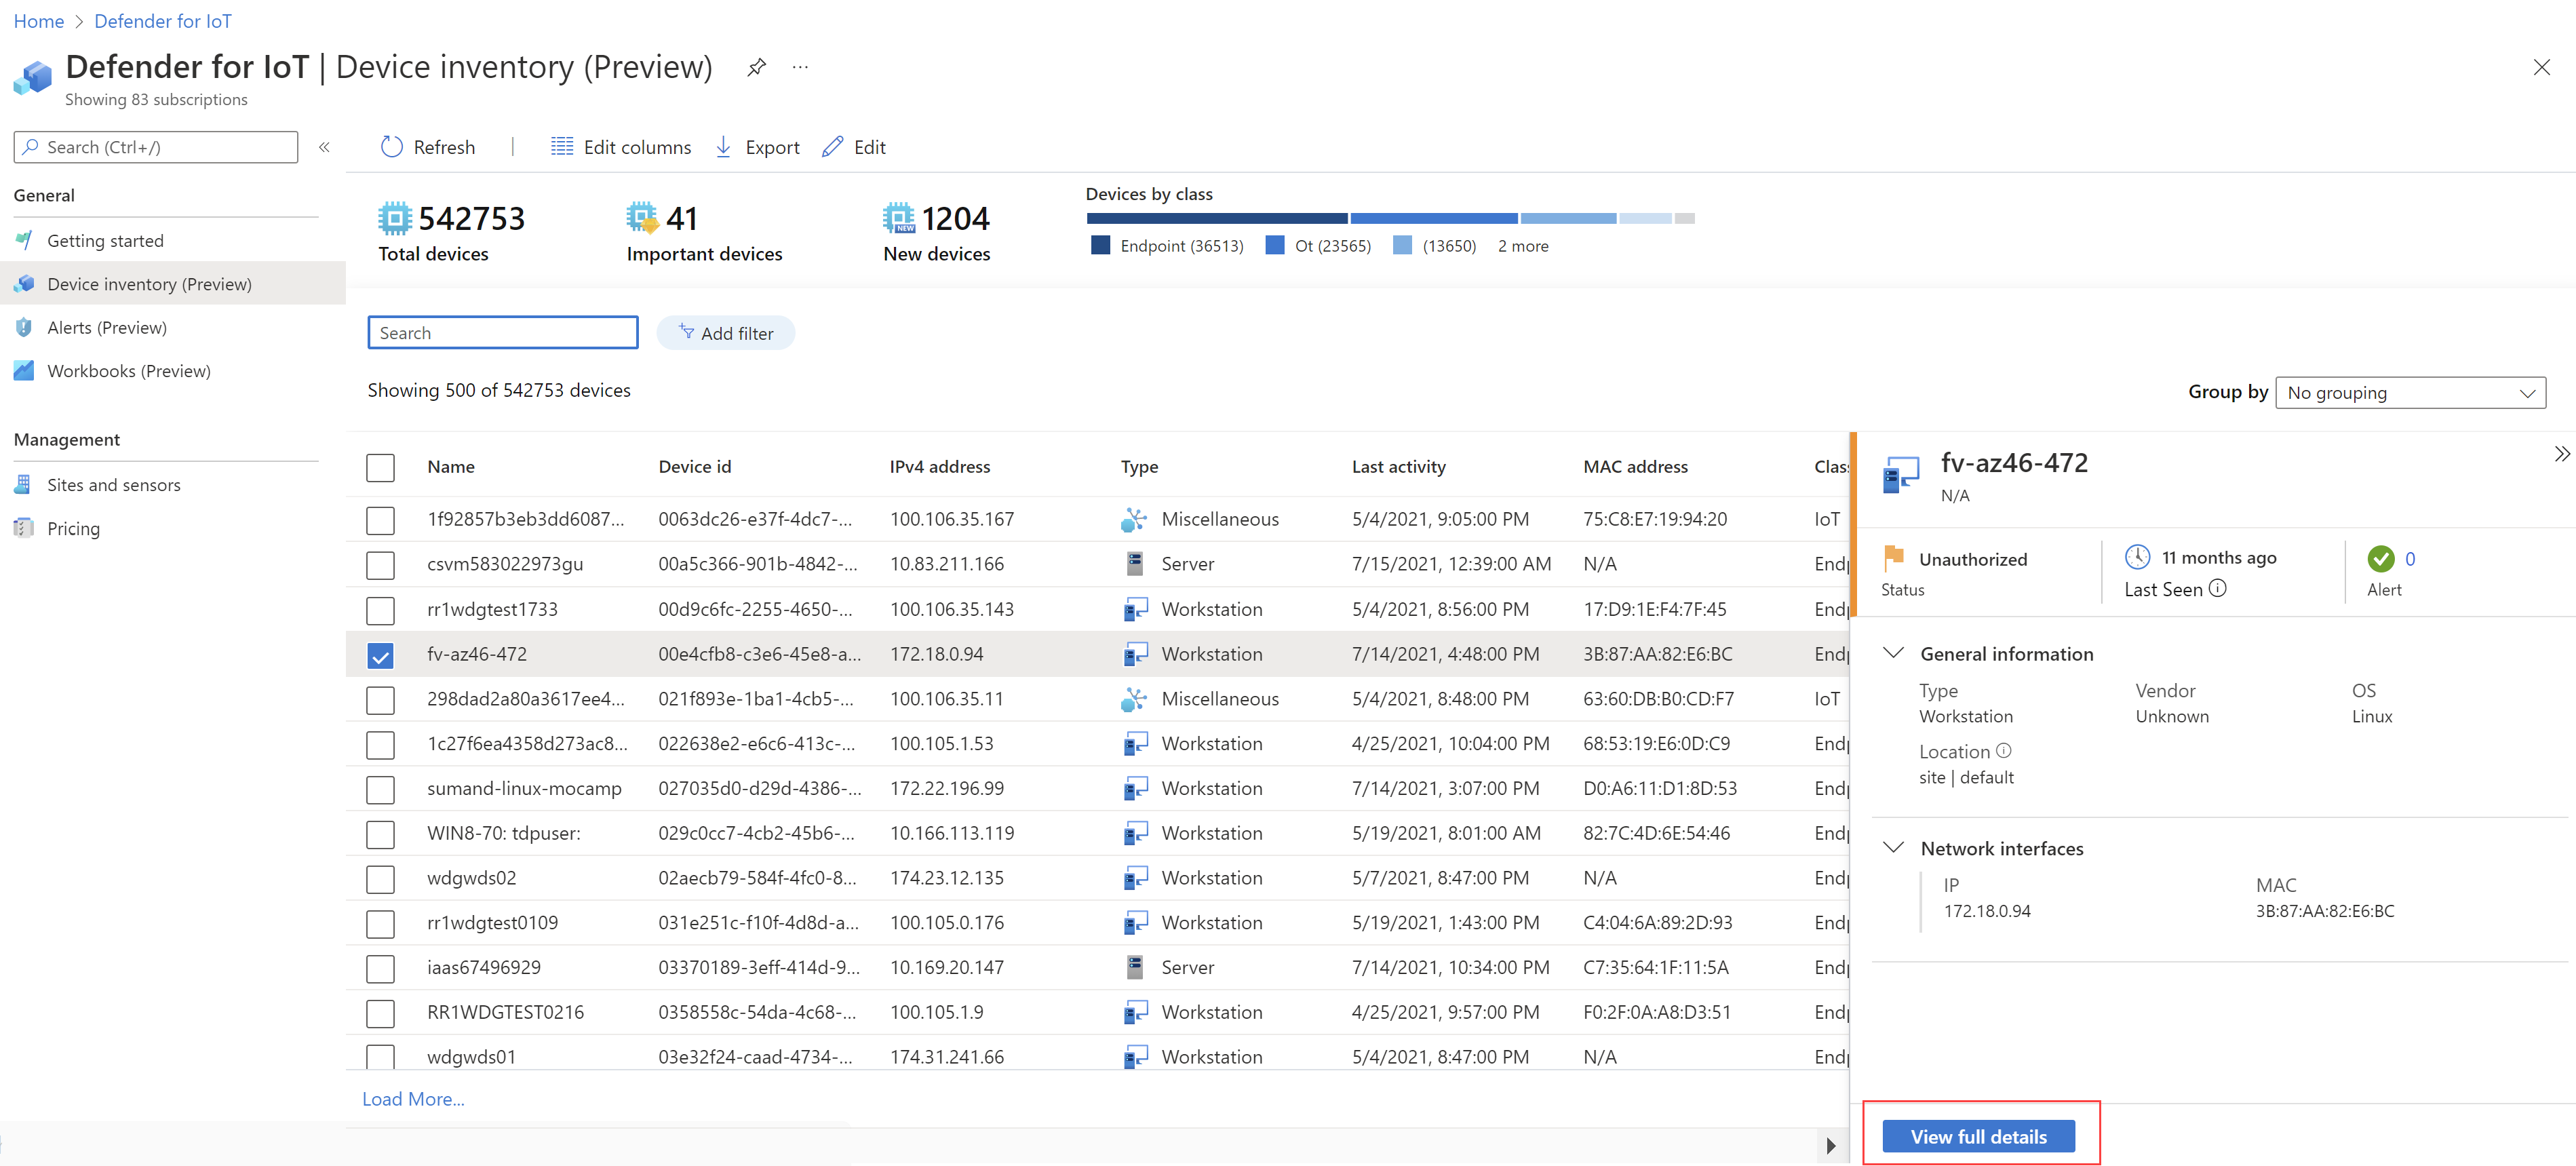 Home > Defender for IoT
Defender for IoT | Device inventory (Preview) ...
Showing 83 subscriptions
Search (Ctrl+/) «
General
Getting started
Device inventory (Preview)
Alerts (Preview)
Workbooks (Preview)
Management
Sites and sensors
Pricing
Refresh | Edit columns Export Edit
542753
Total devices
41
Important devices
NEW
1204
New devices
Devices by class
Endpoint (36513) Ot (23565) (13650) 2 more
Search Add filter
Showing 500 of 542753 devices
Group by No grouping
Name Device id IPv4 address Type Last activity MAC address Clas
1f92857b3eb3dd6087... 0063dc26-e37f-4dc7-... 100.106.35.167 Miscellaneous 5/4/2021, 9:05:00 PM 75:C8:E7:19:94:20 IoT
csvm583022973gu 00a5c366-901b-4842-... 10.83.211.166 Server 7/15/2021, 12:39:00 AM N/A Endp
rr1wdgtest1733 00d9c6fc-2255-4650-... 100.106.35.143 Workstation 5/4/2021, 8:56:00 PM 17:D9:1E:F4:7F:45 Endp
fv-az46-472 00e4cfb8-c3e6-45e8-a... 172.18.0.94 Workstation 7/14/2021, 4:48:00 PM 3B:87:AA:82:E6:BC Endp
298dad2a80a3617ee4... 021f893e-1ba1-4cb5-... 100.106.35.11 Miscellaneous 5/4/2021, 8:48:00 PM 63:60:DB:B0:CD:F7 IoT
1c27f6ea4358d273ac8... 022638e2-e6c6-413c-... 100.105.1.53 Workstation 4/25/2021, 10:04:00 PM 68:53:19:E6:0D:C9 Endp
sumand-linux-mocamp 027035d0-d29d-4386-... 172.22.196.99 Workstation 7/14/2021, 3:07:00 PM D0:A6:11:D1:8D:53 Endp
WIN8-70: tdpuser: 029c0cc7-4cb2-45b6-... 10.166.113.119 Workstation 5/19/2021, 8:01:00 AM 82:7C:4D:6E:54:46 Endp
wdgwds02 02aecb79-584f-4fc0-8... 174.23.12.135 Workstation 5/7/2021, 8:47:00 PM N/A Endp
rr1wdgtest0109 031e251c-f10f-4d8d-a... 100.105.0.176 Workstation 5/19/2021, 1:43:00 PM C4:04:6A:89:2D:93 Endp
iaas67496929 03370189-3eff-414d-9... 10.169.20.147 Server 7/14/2021, 10:34:00 PM C7:35:64:1F:11:5A Endp
RR1WDGTEST0216 0358558c-54da-4c68-... 100.105.1.9 Workstation 4/25/2021, 9:57:00 PM F0:2F:0A:A8:D3:51 Endp
wdgwds01 03e32f24-caad-4734-... 174.31.241.66 Workstation 5/4/2021, 8:47:00 PM N/A Endp
Load More...
fv-az46-472
N/A
Unauthorized
Status
11 months ago
Last Seen
0
Alert
General information
Type Vendor OS
Workstation Unknown Linux
Location
site | default
Network interfaces
IP MAC
172.18.0.94 3B:87:AA:82:E6:BC
View full details